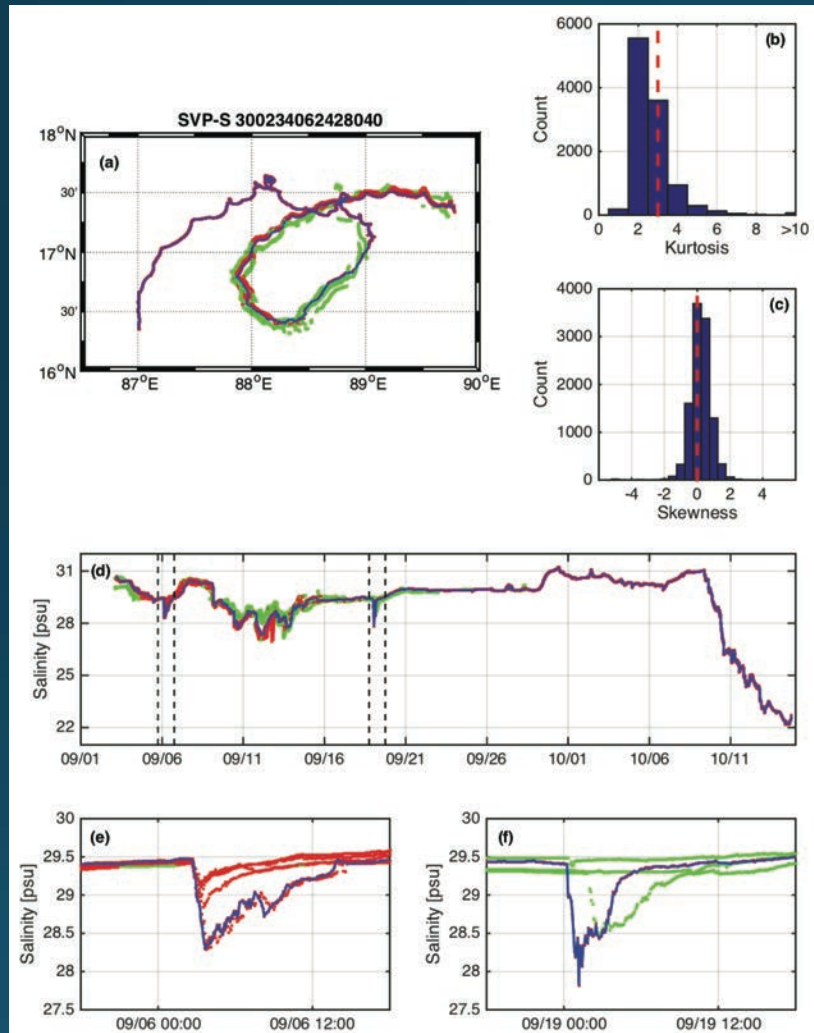 SVP-S 300234062428040
(a)
18°N
30'
17°N
30'
16°N
87°E 88°E 89°E 90°E
(b)
Count
6000
4000
2000
0
0 2 4 6 8 >10
Kurtosis
(c)
Count
4000
3000
2000
1000
0
-4 -2 0 2 4
Skewness
(d)
Salinity [psu]
31
28
25
22
09/01 09/06 09/11 09/16 09/21 09/26 10/01 10/06 10/11
(e)
Salinity [psu]
30
29.5
29
28.5
28
27.5
09/06 00:00 09/06 12:00
(f)
Salinity [psu]
30
29.5
29
28.5
28
27.5
09/19 00:00 09/19 12:00